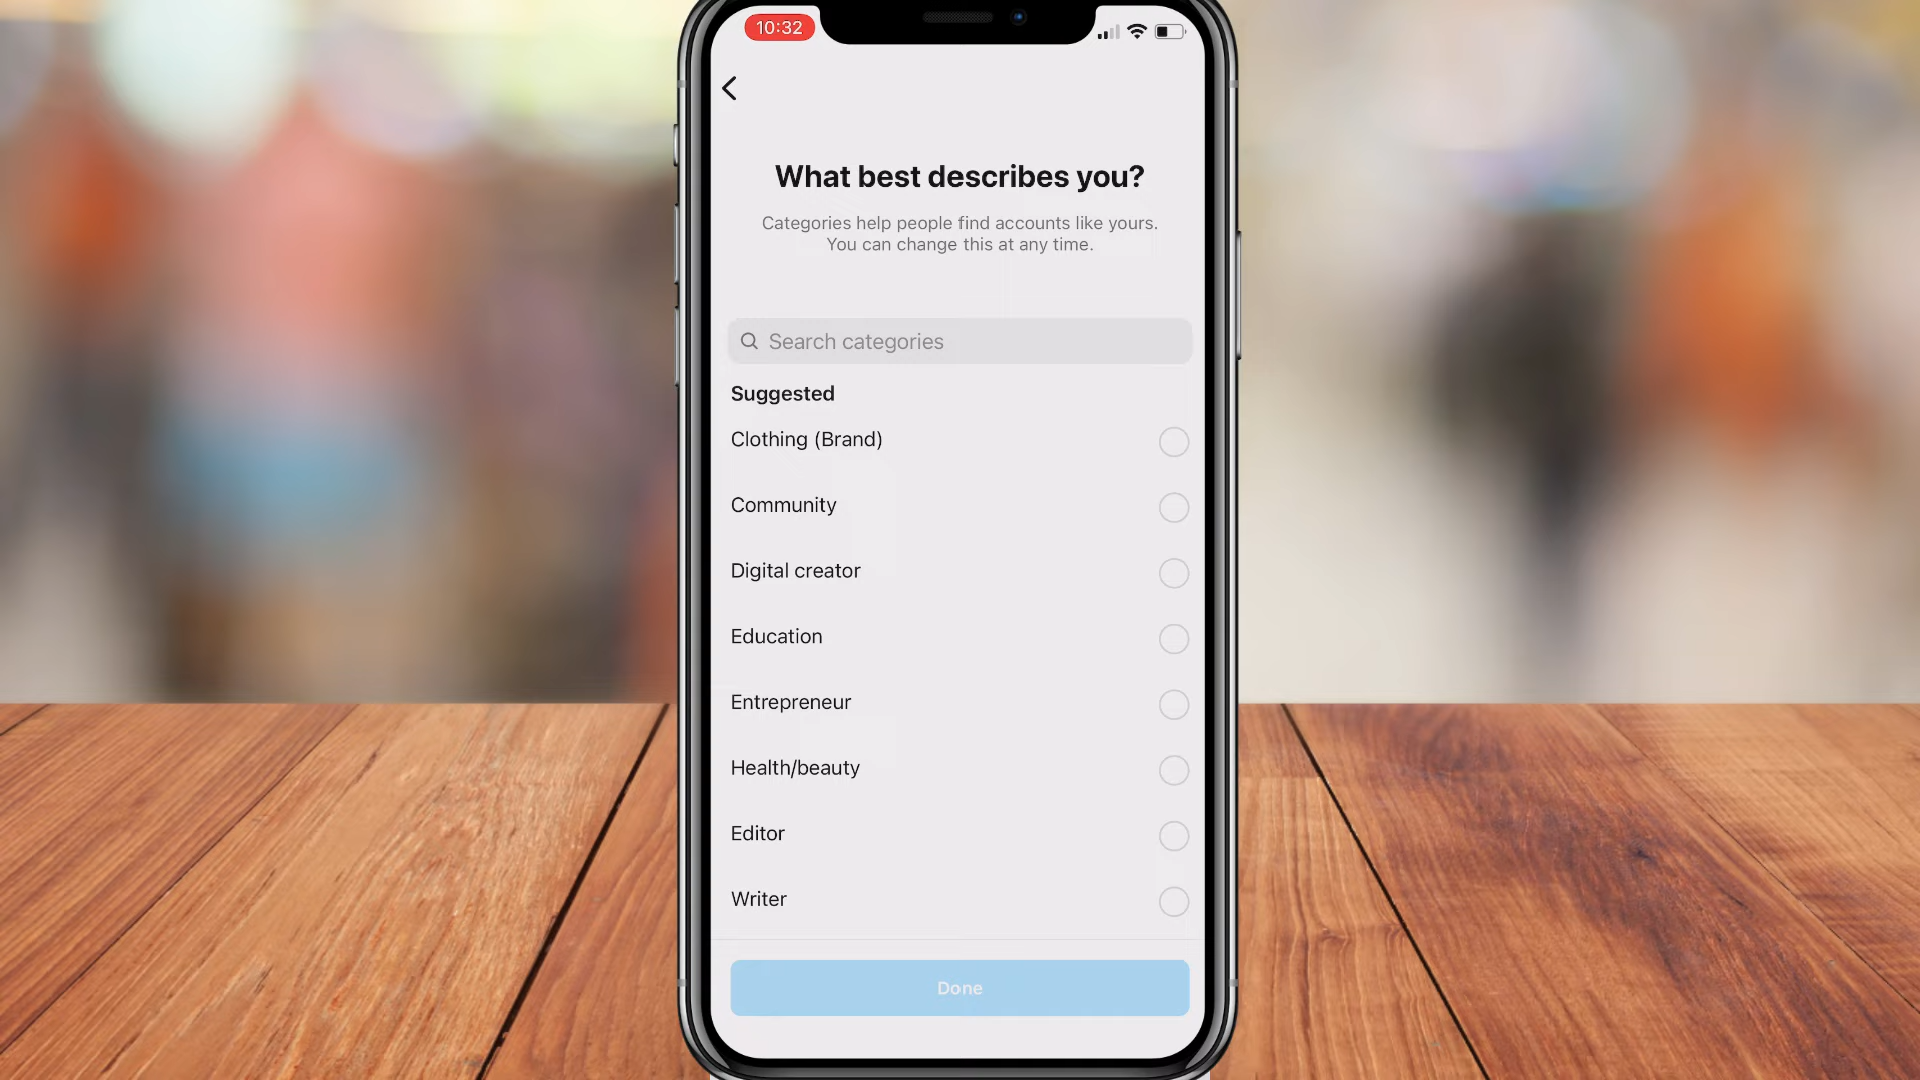 10:32
What best describes you?
Categories help people find accounts like yours.
You can change this at any time.
Search categories
Suggested
Clothing (Brand)
Community
Digital creator
Education
Entrepreneur
Health/beauty
Editor
Writer
Done